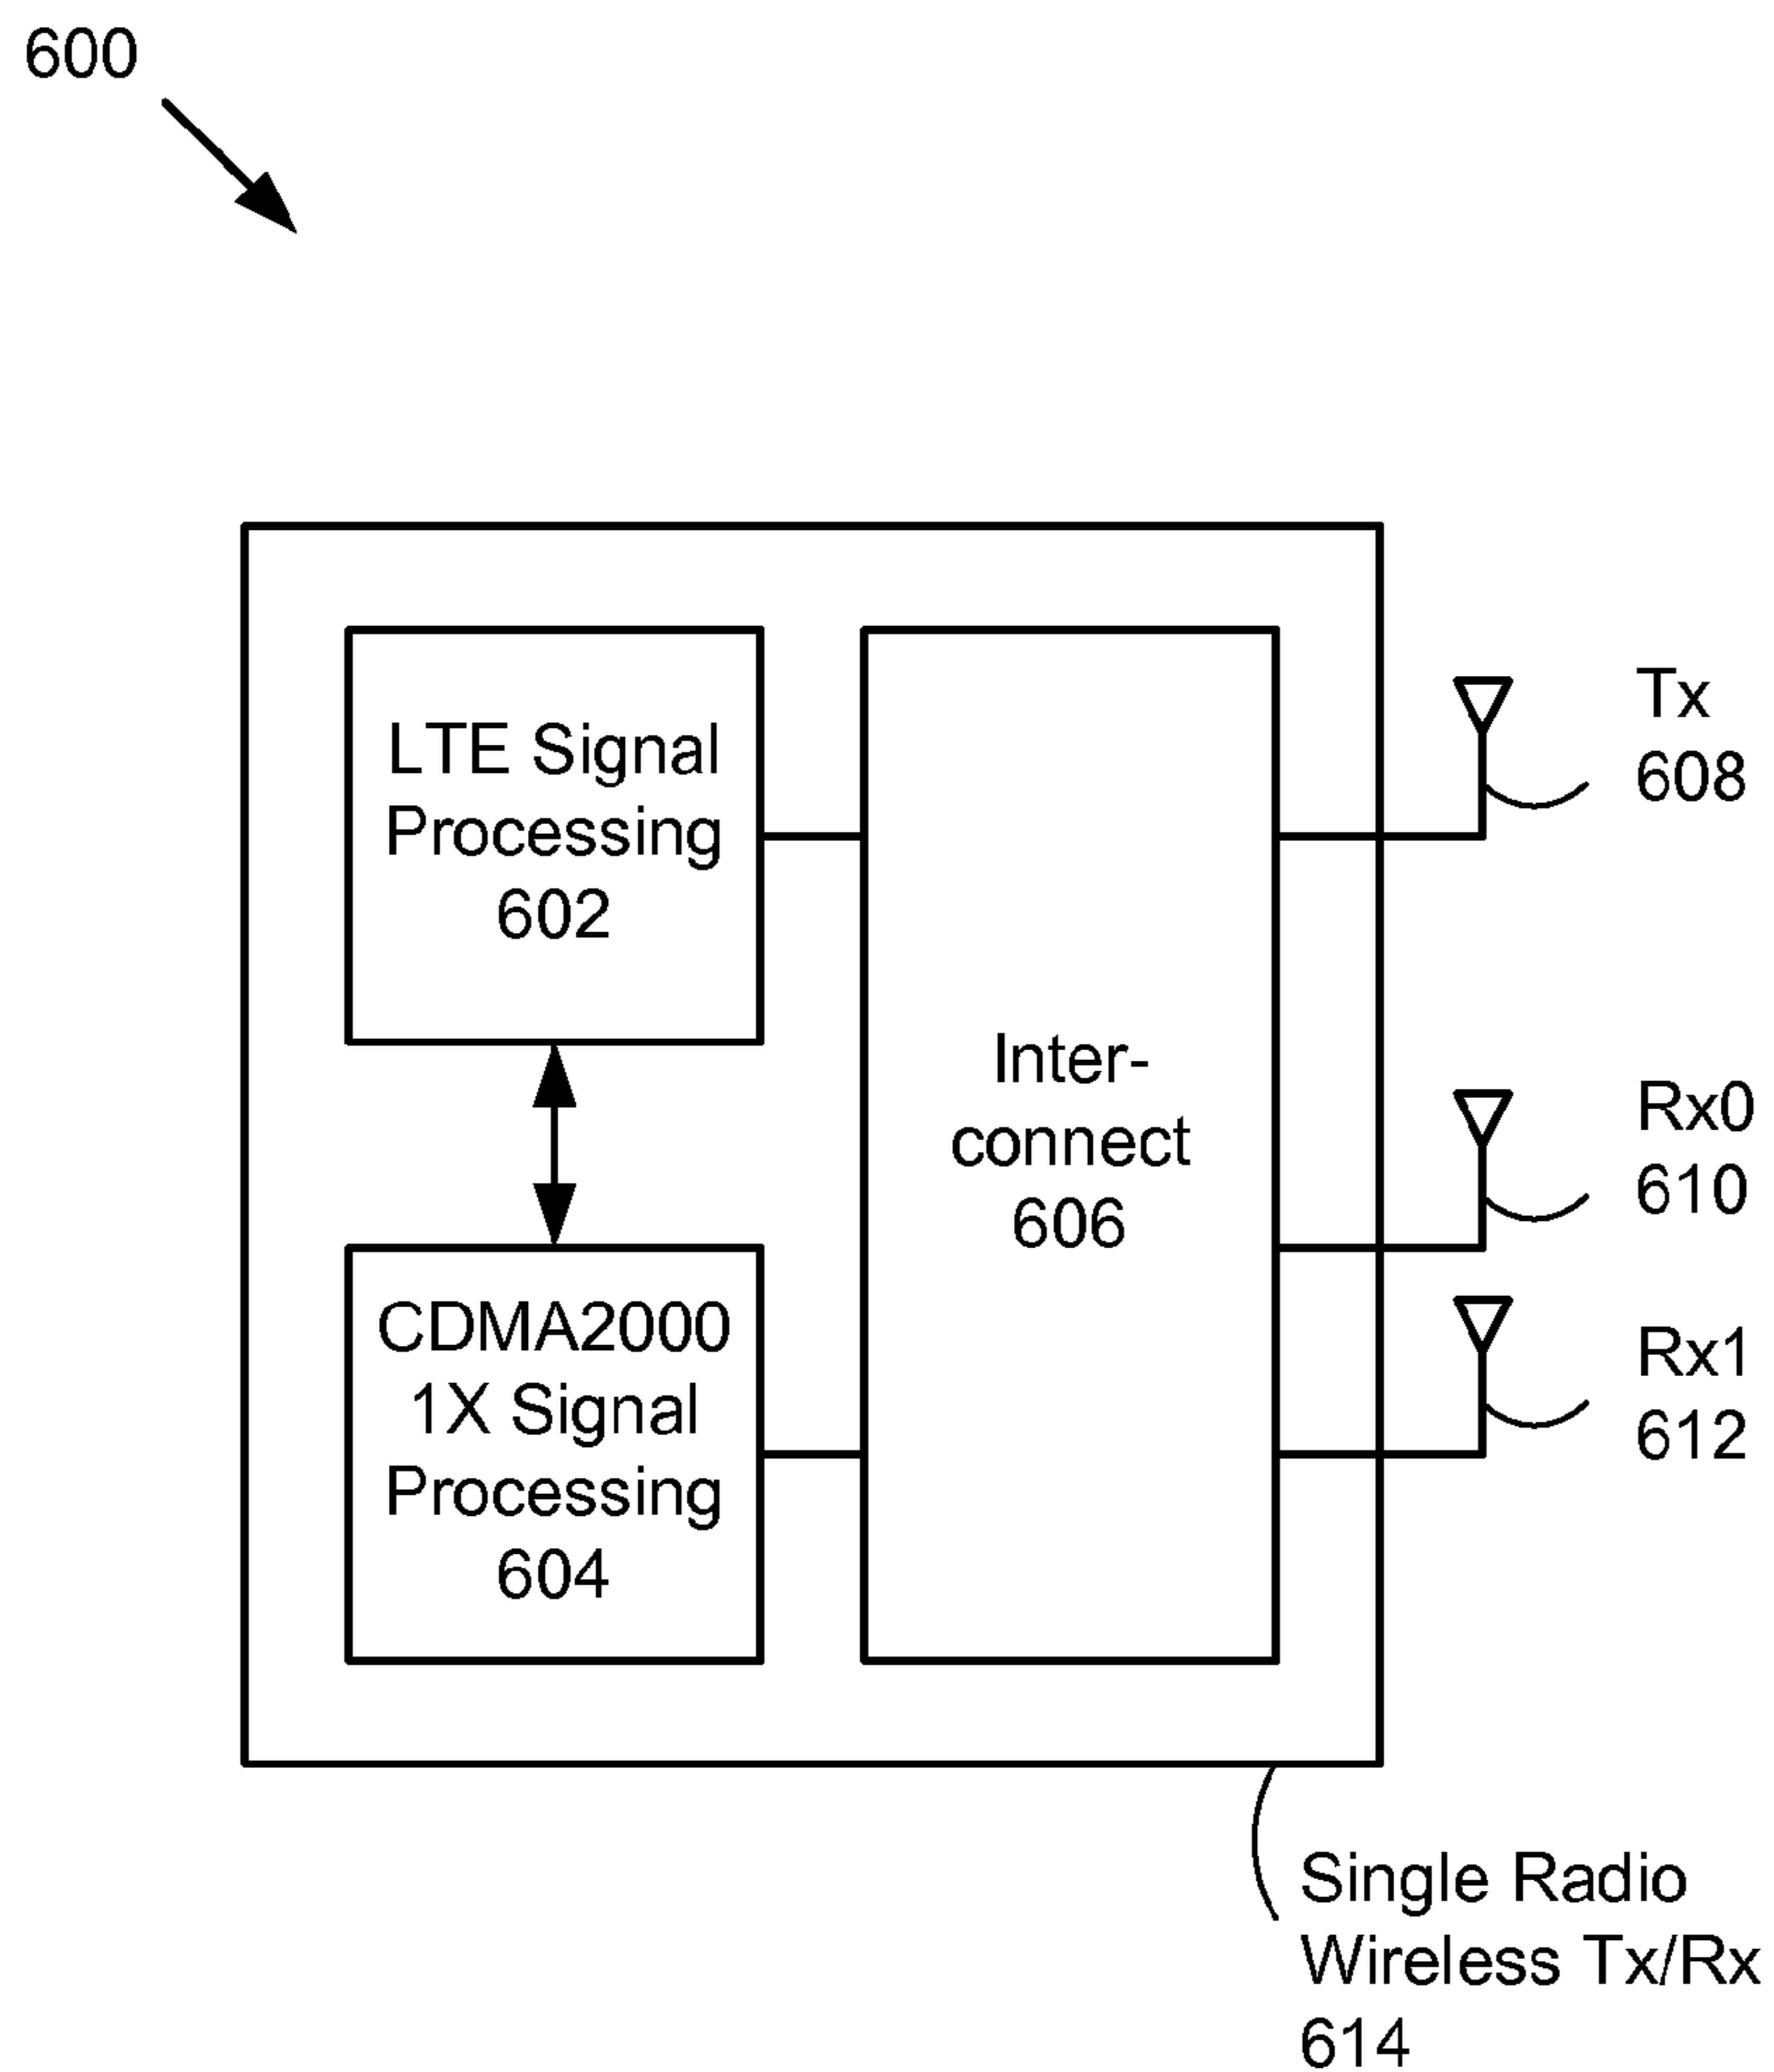 600
LTE Signal
Processing
602
CDMA2000
1X Signal
Processing
604
Inter-
connect
606
Tx
608
Rx0
610
Rx1
612
Single Radio
Wireless Tx/Rx
614